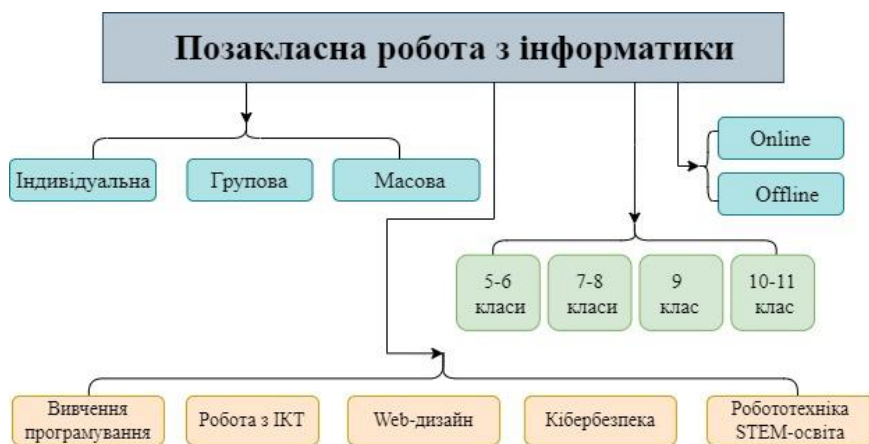 Позакласна робота з інформатики
Індивідуальна
Групова
Масова
Online
Offline
5-6
класи
7-8
класи
9
клас
10-11
клас
Вивчення
програмування
Робота з ІКТ
Web-дизайн
Кібербезпека
Робототехніка
STEM-освіта